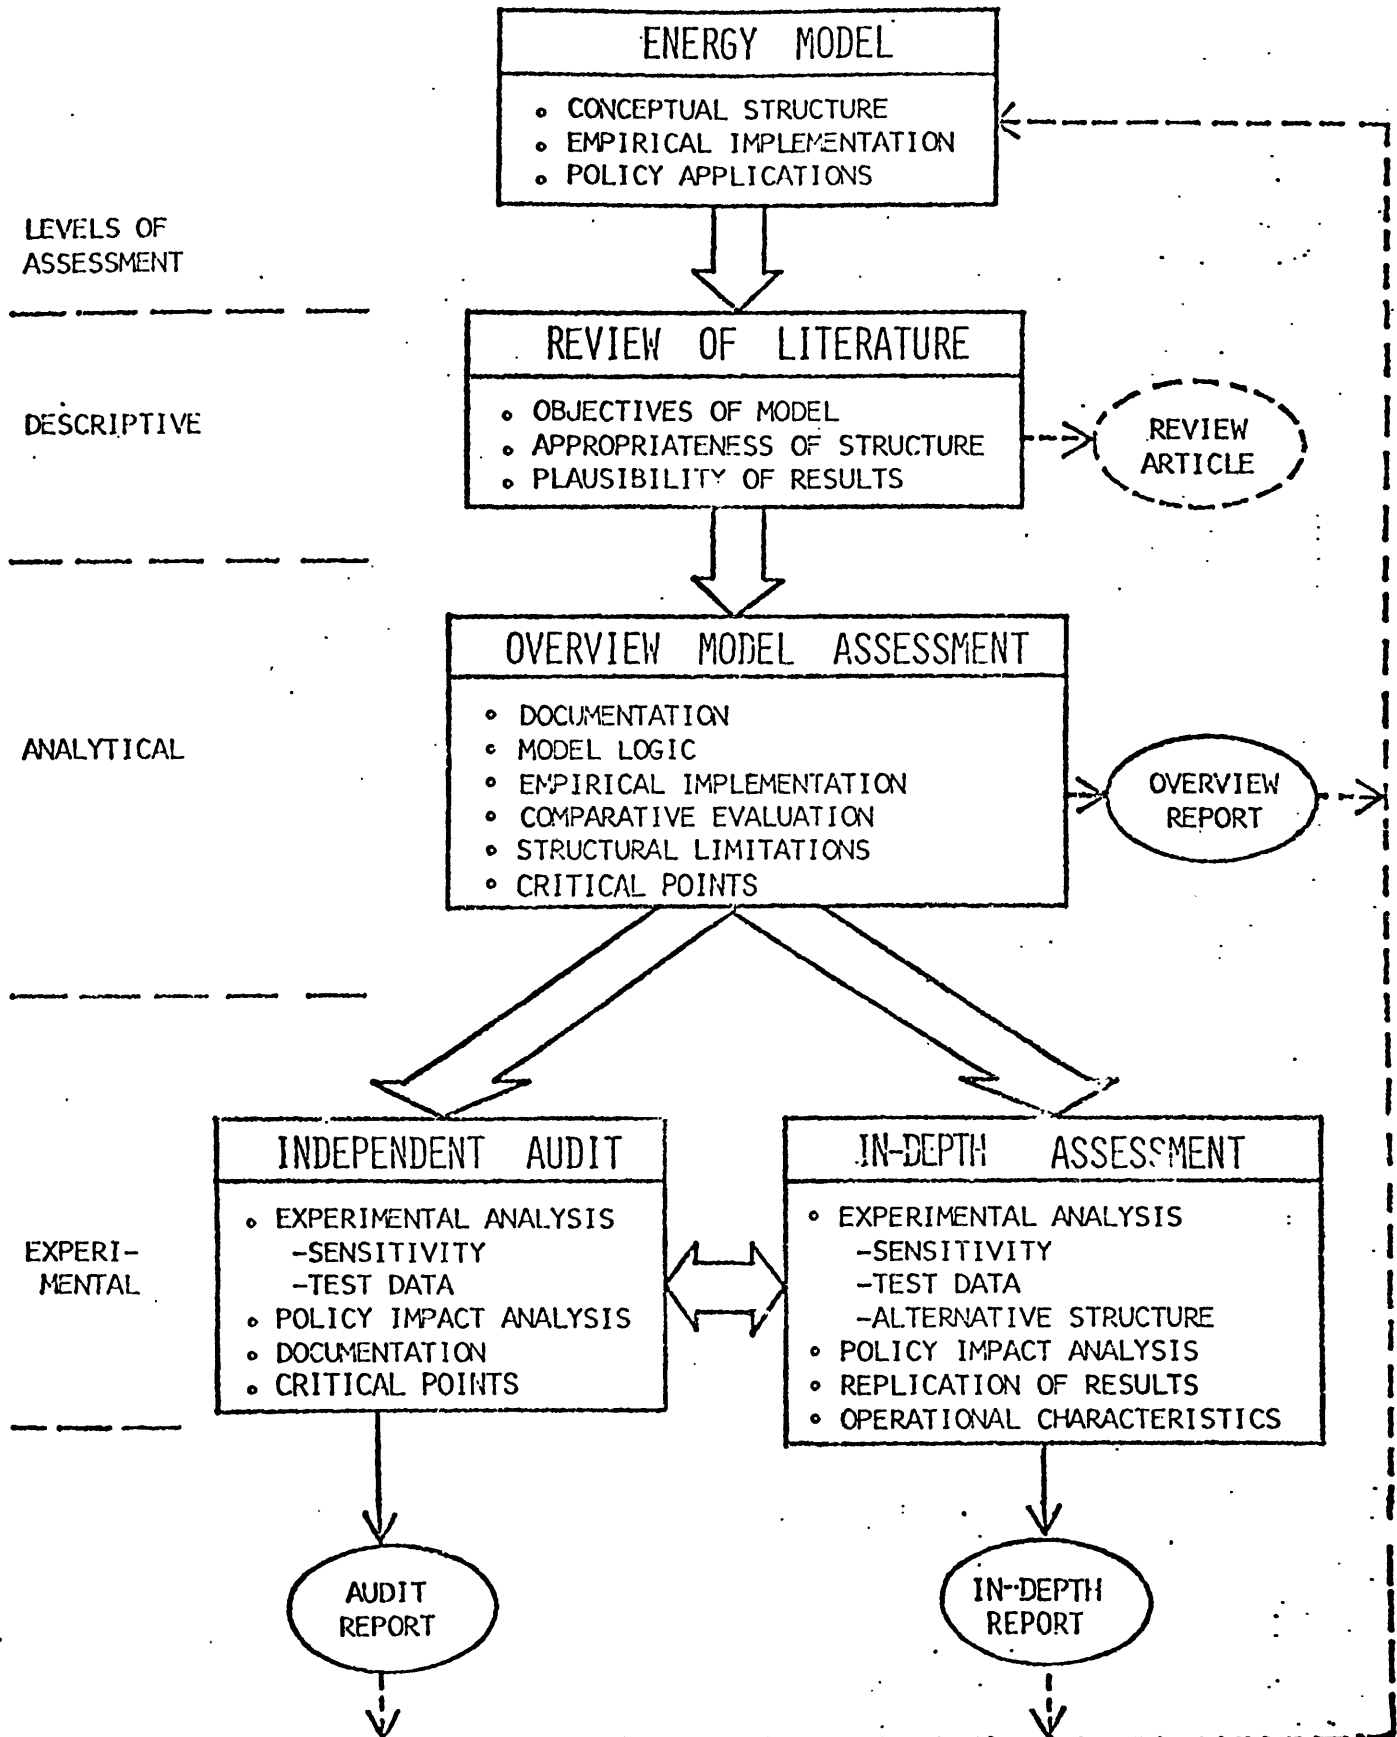 ENERGY MODEL
∘ CONCEPTUAL STRUCTURE
∘ EMPIRICAL IMPLEMENTATION
∘ POLICY APPLICATIONS
LEVELS OF
ASSESSMENT
REVIEW OF LITERATURE
∘ OBJECTIVES OF MODEL
∘ APPROPRIATENESS OF STRUCTURE
∘ PLAUSIBILITY OF RESULTS
DESCRIPTIVE
REVIEW
ARTICLE
OVERVIEW MODEL ASSESSMENT
∘ DOCUMENTATION
∘ MODEL LOGIC
∘ EMPIRICAL IMPLEMENTATION
∘ COMPARATIVE EVALUATION
∘ STRUCTURAL LIMITATIONS
∘ CRITICAL POINTS
ANALYTICAL
OVERVIEW
REPORT
INDEPENDENT AUDIT
∘ EXPERIMENTAL ANALYSIS
-SENSITIVITY
-TEST DATA
∘ POLICY IMPACT ANALYSIS
∘ DOCUMENTATION
∘ CRITICAL POINTS
IN-DEPTH ASSESSMENT
∘ EXPERIMENTAL ANALYSIS
-SENSITIVITY
-TEST DATA
-ALTERNATIVE STRUCTURE
∘ POLICY IMPACT ANALYSIS
∘ REPLICATION OF RESULTS
∘ OPERATIONAL CHARACTERISTICS
EXPERI-
MENTAL
AUDIT
REPORT
IN-DEPTH
REPORT